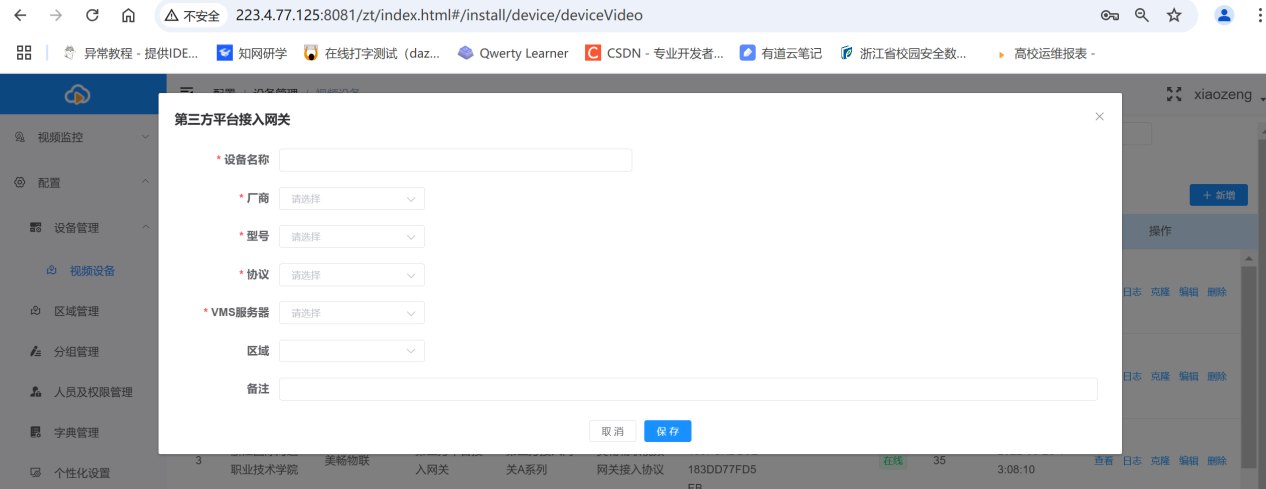 不安全 223.4.77.125:8081/zt/index.html#/install/device/deviceVideo
异常教程 - 提供IDE... 知网研学 在线打字测试（daz... Qwerty Learner CSDN - 专业开发者... 有道云笔记 浙江省校园安全数... 高校运维报表 -
配置 / 设备管理 / 视频设备 xiaozeng
视频监控
配置
设备管理
视频设备
区域管理
分组管理
人员及权限管理
字典管理
个性化设置
第三方平台接入网关
* 设备名称
* 厂商 请选择
* 型号 请选择
* 协议 请选择
* VMS服务器 请选择
区域
备注
取消 保存
+ 新增
操作
日志 克隆 编辑 删除
日志 克隆 编辑 删除
3 职业技术学院 美畅物联 入网关 关A系列 网关接入协议 183DD77FD5 在线 35 3:08:10 查看 日志 克隆 编辑 删除